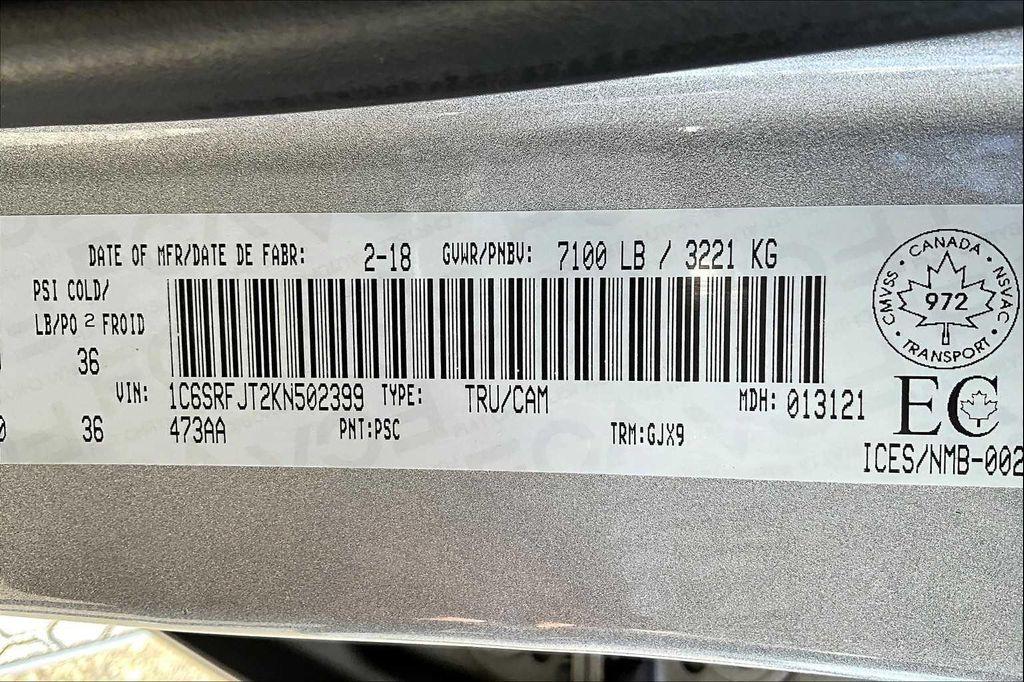 DATE OF MFR/DATE DE FABR: 2-18 GVWR/PNBV: 7100 LB / 3221 KG
PSI COLD/
LB/PO 2 FROID
36
VIN: 1C6SRFJT2KN502399 TYPE: TRU/CAM MDH: 013121
0 36 473AA PNT:PSC TRM:GJX9
CANADA
CMVSS · NSVAC
972
TRANSPORT
EC
ICES/NMB-002